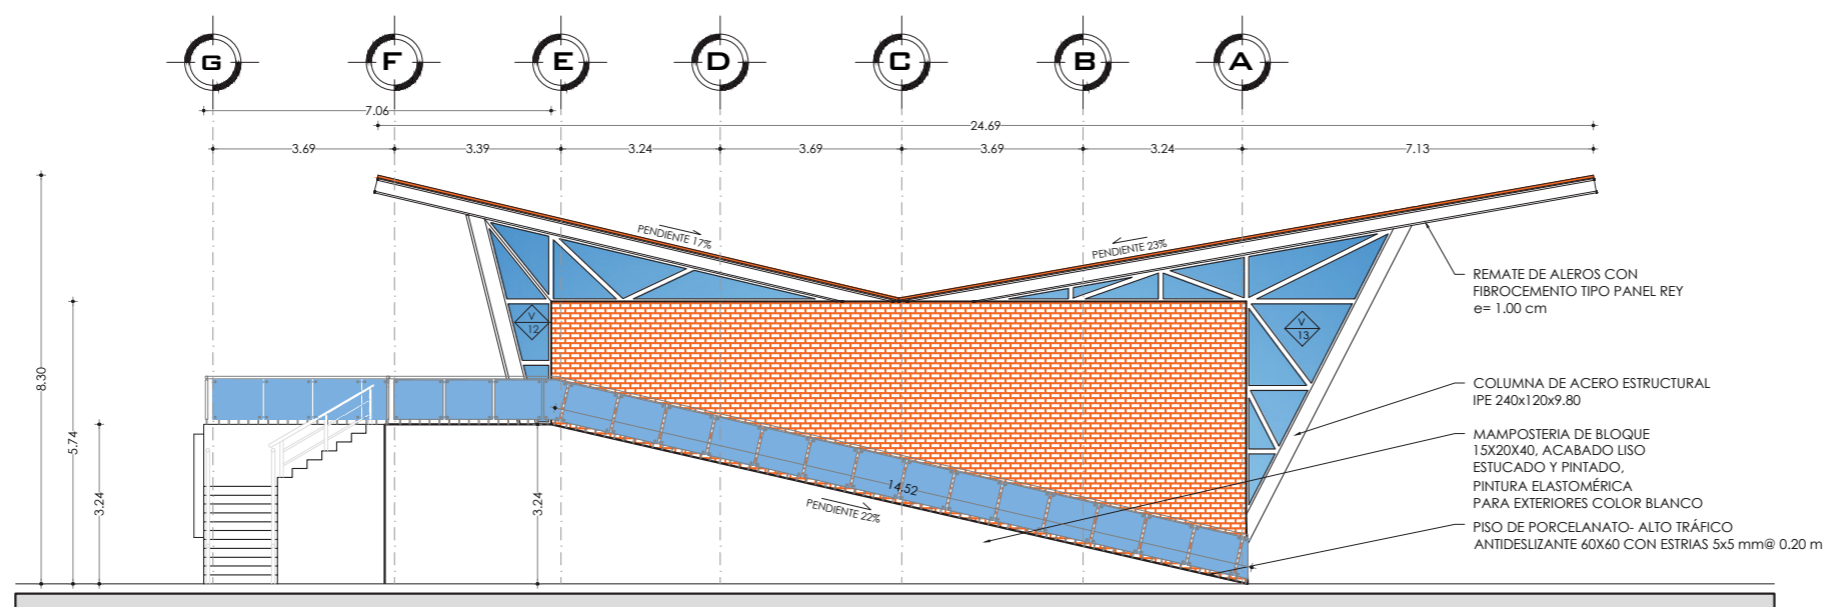 G F E D C B A
7.06
24.69
3.69 3.39 3.24 3.69 3.69 3.24 7.13
PENDIENTE 17%
PENDIENTE 23%
REMATE DE ALEROS CON
FIBROCEMENTO TIPO PANEL REY
e= 1.00 cm
V
12
V
13
8.30
5.74
3.24
3.24
COLUMNA DE ACERO ESTRUCTURAL
IPE 240x120x9.80
MAMPOSTERIA DE BLOQUE
15X20X40, ACABADO LISO
ESTUCADO Y PINTADO,
PINTURA ELASTOMÉRICA
PARA EXTERIORES COLOR BLANCO
14.52
PENDIENTE 22%
PISO DE PORCELANATO- ALTO TRÁFICO
ANTIDESLIZANTE 60X60 CON ESTRIAS 5x5 mm@ 0.20 m